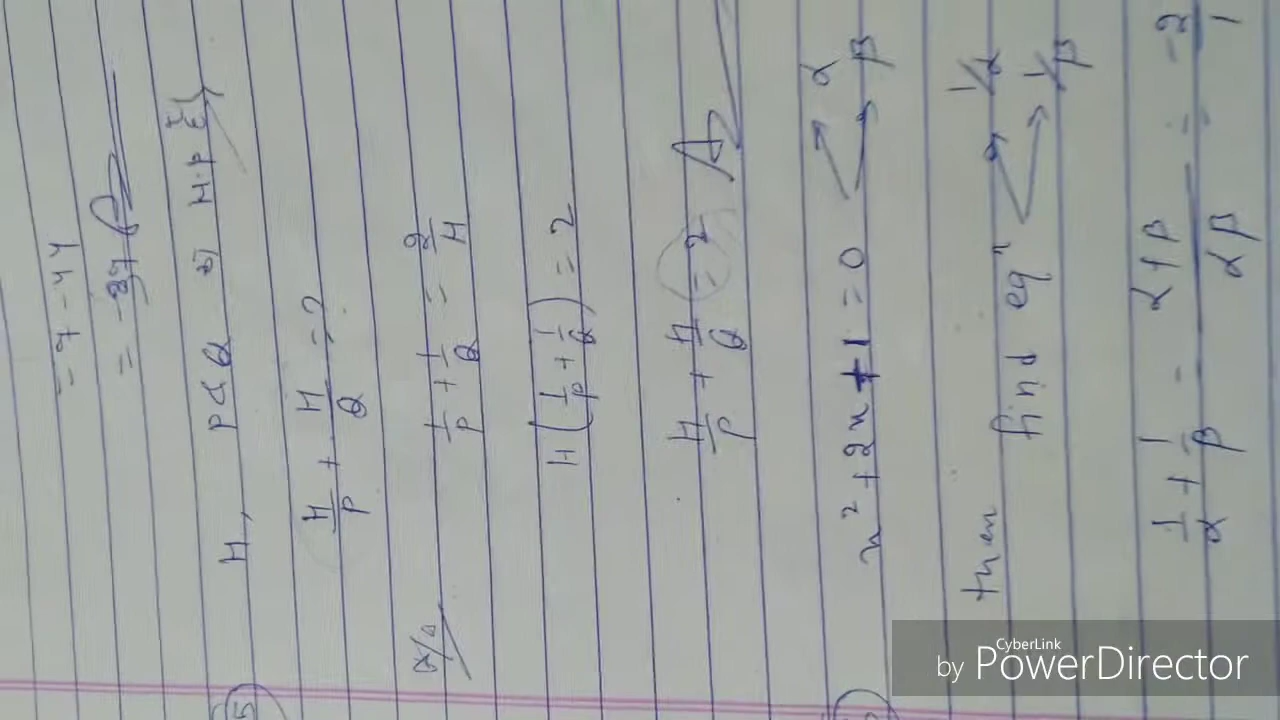 = 7 - 44
= -37 A
(5) H, P & Q का H.P है
H/P + H/Q = ?
1/P + 1/Q = 2/H
H(1/P + 1/Q) = 2
H/P + H/Q = 2 A
x² + 2x + 1 = 0 α β
then find eqⁿ 1/α 1/β
1/α + 1/β = α+β/αβ = -2/1
CyberLink
by PowerDirector